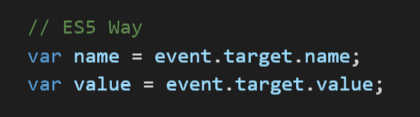 // ES5 Way
var name = event.target.name;
var value = event.target.value;